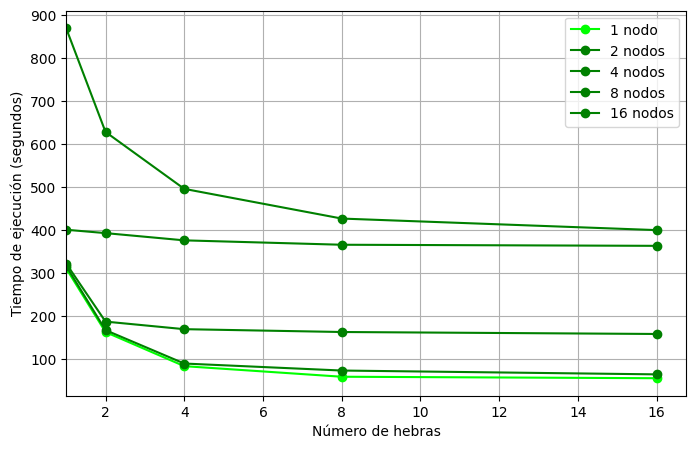 900
800
700
600
500
400
300
200
100
Tiempo de ejecución (segundos)
1 nodo
2 nodos
4 nodos
8 nodos
16 nodos
2 4 6 8 10 12 14 16
Número de hebras